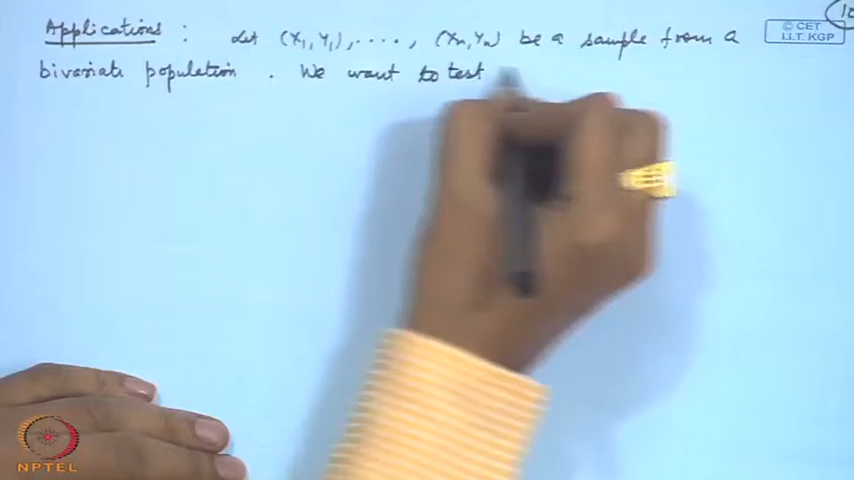 Applications : Let (X₁, Y₁), ...., (Xₙ, Yₙ) be a sample from a
bivariate population. We want to test
© CET
I.I.T. KGP
NPTEL